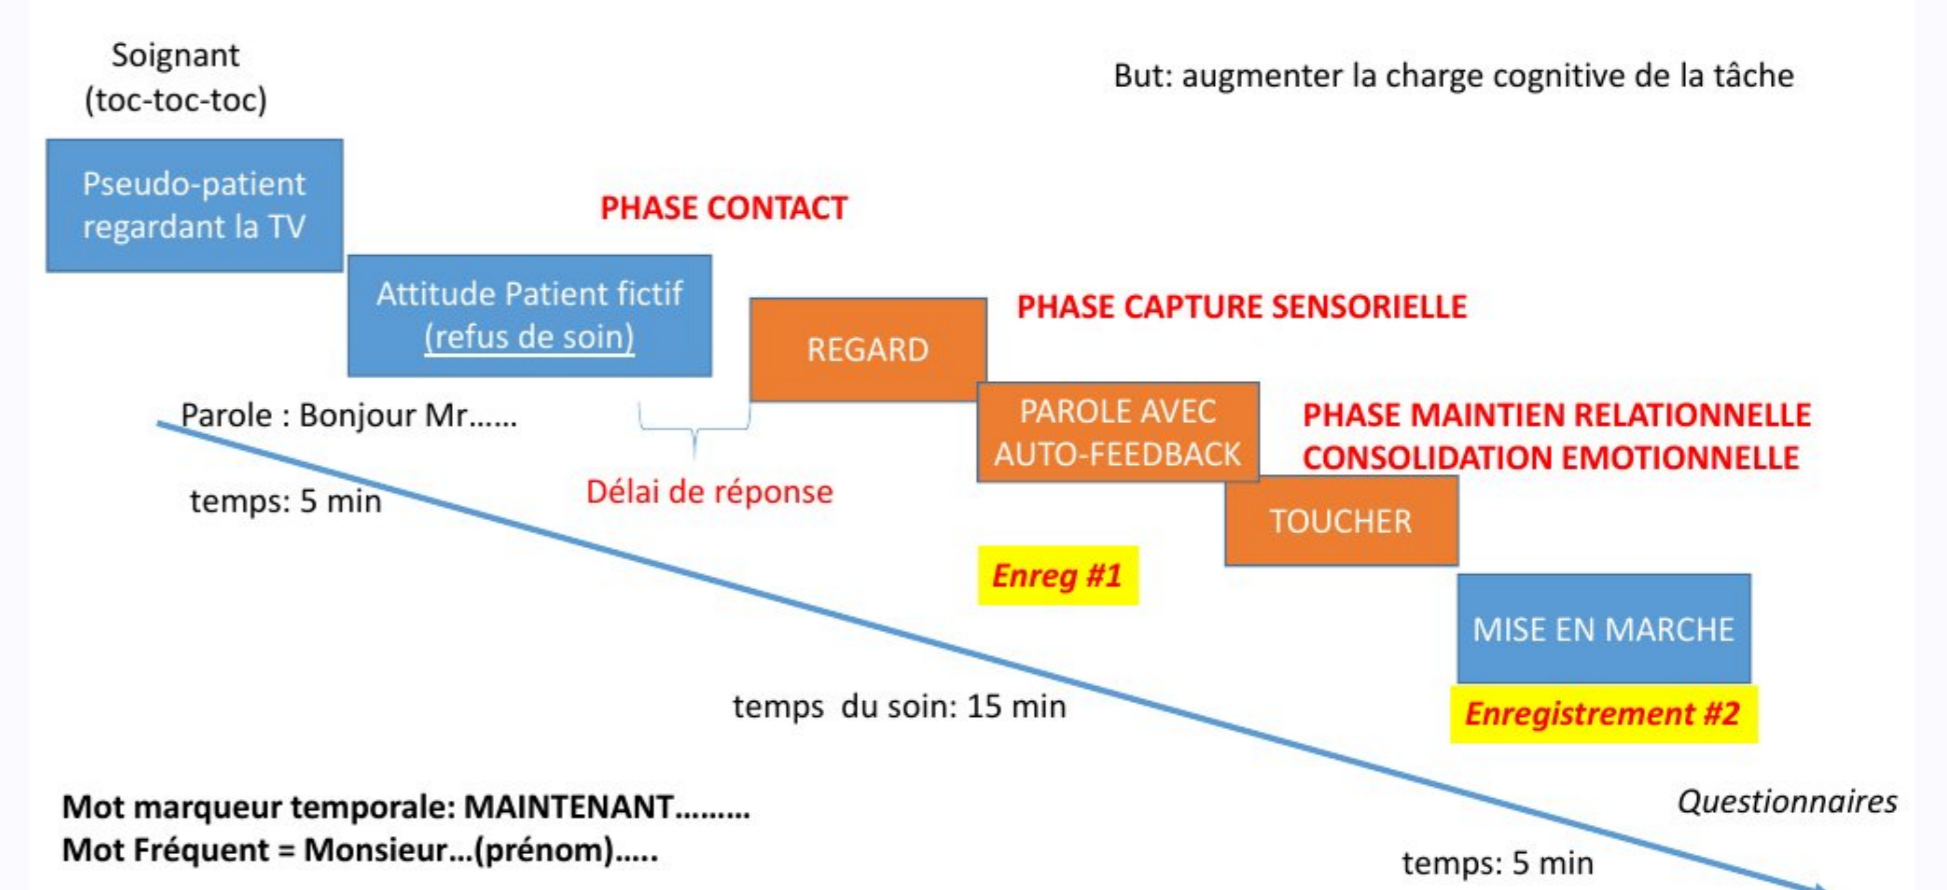 Soignant
(toc-toc-toc)
But: augmenter la charge cognitive de la tâche
Pseudo-patient
regardant la TV
PHASE CONTACT
Attitude Patient fictif
(refus de soin)
PHASE CAPTURE SENSORIELLE
REGARD
Parole : Bonjour Mr......
PAROLE AVEC
AUTO-FEEDBACK
PHASE MAINTIEN RELATIONNELLE
CONSOLIDATION EMOTIONNELLE
temps: 5 min
Délai de réponse
TOUCHER
Enreg #1
MISE EN MARCHE
temps  du soin: 15 min
Enregistrement #2
Mot marqueur temporale: MAINTENANT.........
Mot Fréquent = Monsieur...(prénom).....
Questionnaires
temps: 5 min